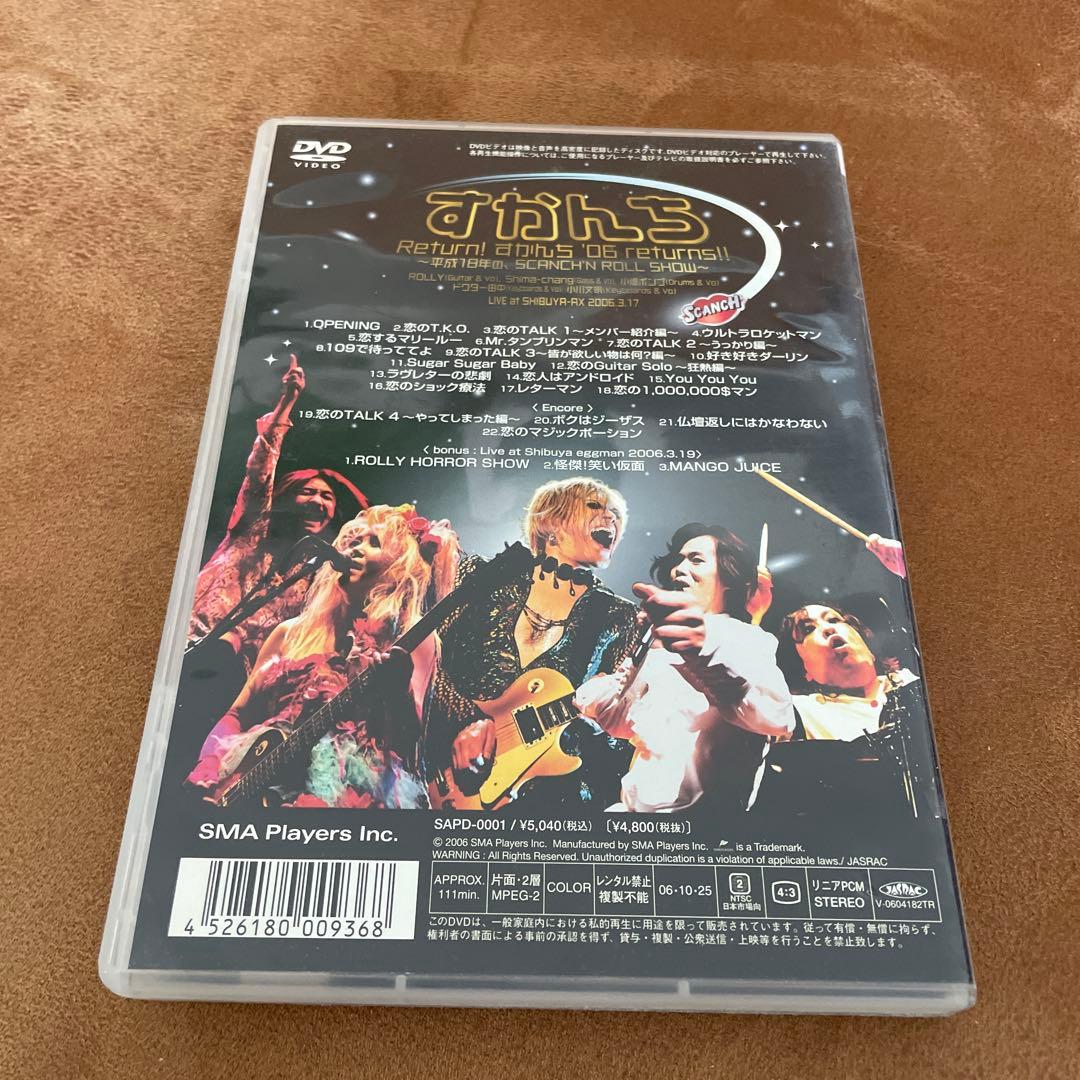 DVD
VIDEO
DVDビデオは映像と音声を高密度に記録したディスクです。DVDビデオ対応のプレーヤーで再生して下さい。
各再生機能操作については、ご使用になるプレーヤー及びテレビの取扱説明書を必ずご参照下さい。
すかんち
Return! すかんち '06 returns!!
～平成18年の、SCANCH'N ROLL SHOW～
ROLLY(Guitar & Vo), Shima-chang(Bass & Vo), 小畑ポンプ(Drums & Vo)
ドクター田中(Keyboards & Vo) 小川文明(Keyboards & Vo)
LIVE at SHIBUYA-AX 2006.3.17
SCANCH
1.OPENING 2.恋のT.K.O. 3.恋のTALK 1～メンバー紹介編～ 4.ウルトラロケットマン
5.恋するマリールー 6.Mr.タンブリンマン 7.恋のTALK 2～うっかり編～
8.109で待っててよ 9.恋のTALK 3～皆が欲しい物は何?編～ 10.好き好きダーリン
11.Sugar Sugar Baby 12.恋のGuitar Solo～狂熱編～
13.ラヴレターの悲劇 14.恋人はアンドロイド 15.You You You
16.恋のショック療法 17.レターマン 18.恋の1,000,000$マン
〈 Encore 〉
19.恋のTALK 4～やってしまった編～ 20.ボクはジーザス 21.仏壇返しにはかなわない
22.恋のマジックポーション
〈 bonus : Live at Shibuya eggman 2006.3.19〉
1.ROLLY HORROR SHOW 2.怪傑!笑い仮面 3.MANGO JUICE
SMA Players Inc.
SAPD-0001 / ¥5,040(税込) 〔¥4,800(税抜)〕
© 2006 SMA Players Inc. Manufactured by SMA Players Inc. is a Trademark.
WARNING : All Rights Reserved. Unauthorized duplication is a violation of applicable laws./ JASRAC
APPROX. 111min.
片面・2層 MPEG-2
COLOR
レンタル禁止 複製不能
06・10・25
2 NTSC 日本市場向
4:3
リニアPCM STEREO
JASRAC V-0604182TR
4 526180 009368
このDVDは、一般家庭内における私的再生に用途を限って販売されています。従って有償・無償に拘らず、
権利者の書面による事前の承認を得ず、貸与・複製・公衆送信・上映等を行うことを禁止致します。